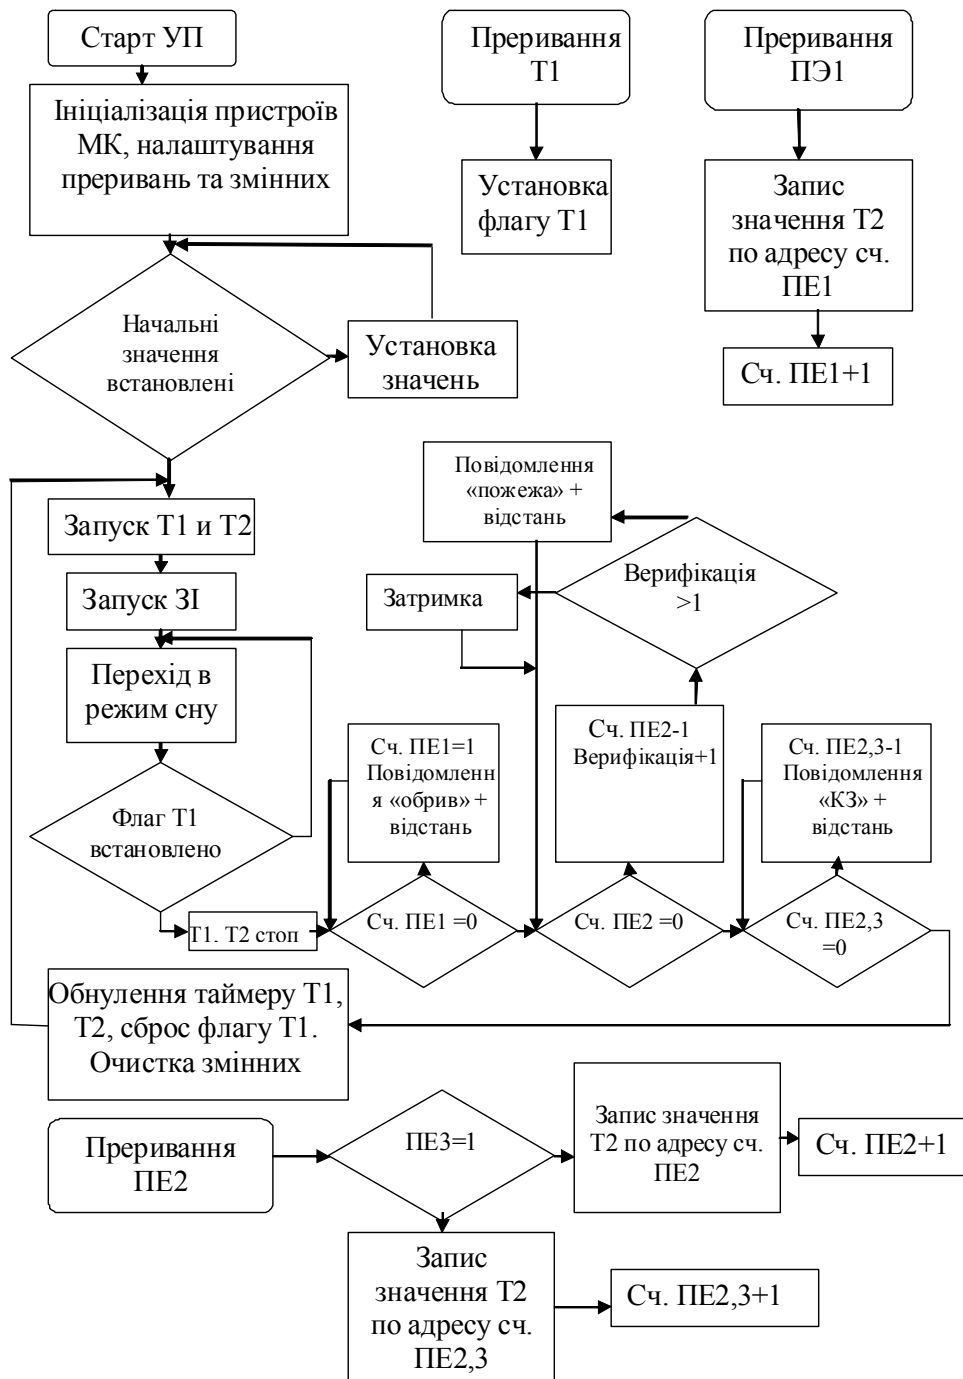 Старт УП
Ініціалізація пристроїв
МК, налаштування
преривань та змінних
Начальні
значення
встановлені
Установка
значень
Преривання
Т1
Установка
флагу Т1
Преривання
ПЭ1
Запис
значення Т2
по адресу сч.
ПЕ1
Сч. ПЕ1+1
Запуск Т1 и Т2
Запуск ЗІ
Перехід в
режим сну
Флаг Т1
встановлено
Т1. Т2 стоп
Сч. ПЕ1=1
Повідомленн
я «обрив» +
відстань
Сч. ПЕ1 =0
Повідомлення
«пожежа» +
відстань
Затримка
Верифікація
>1
Сч. ПЕ2-1
Верифікація+1
Сч. ПЕ2 =0
Сч. ПЕ2,3-1
Повідомлення
«КЗ» +
відстань
Сч. ПЕ2,3
=0
Обнулення таймеру Т1,
Т2, сброс флагу Т1.
Очистка змінних
Преривання
ПЕ2
ПЕ3=1
Запис значення
Т2 по адресу сч.
ПЕ2
Сч. ПЕ2+1
Запис
значення Т2
по адресу сч.
ПЕ2,3
Сч. ПЕ2,3+1